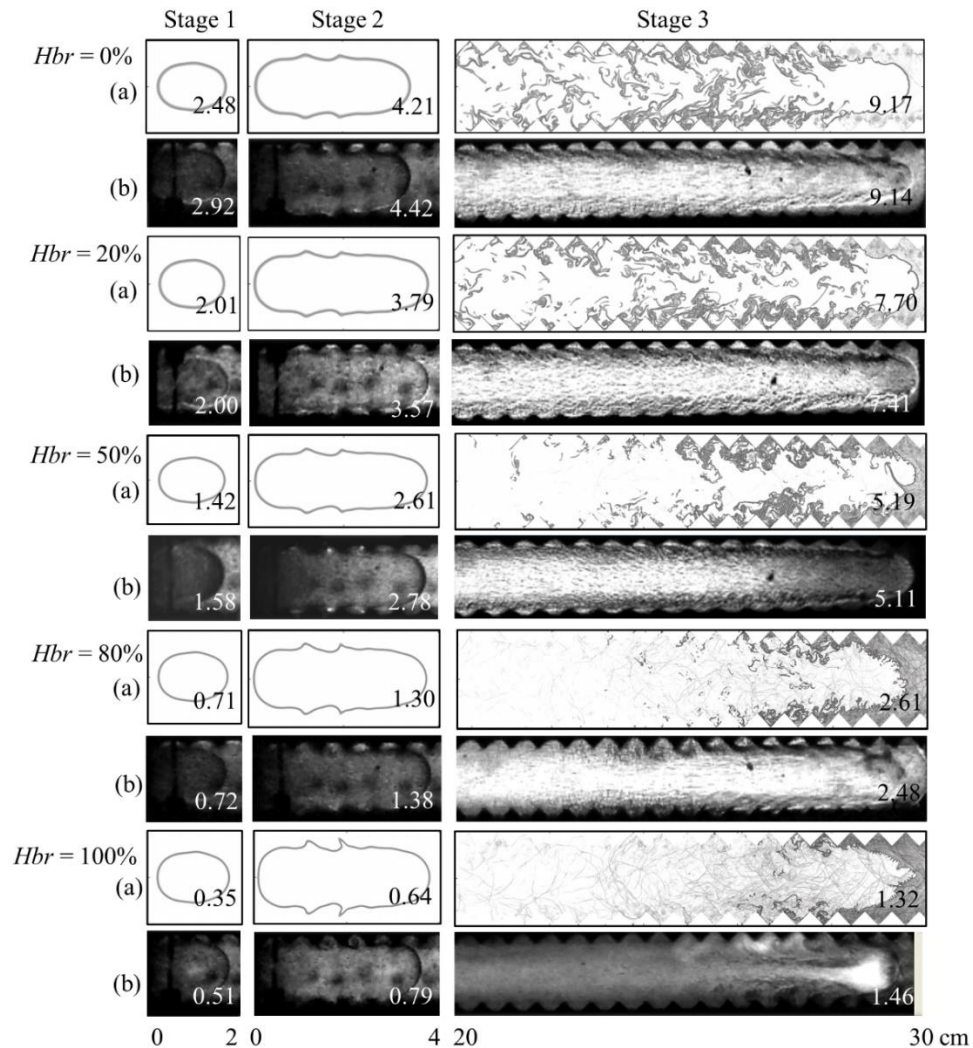 Stage 1 Stage 2 Stage 3
Hbr = 0%
(a) 2.48 4.21 9.17
(b) 2.92 4.42 9.14
Hbr = 20%
(a) 2.01 3.79 7.70
(b) 2.00 3.57 7.41
Hbr = 50%
(a) 1.42 2.61 5.19
(b) 1.58 2.78 5.11
Hbr = 80%
(a) 0.71 1.30 2.61
(b) 0.72 1.38 2.48
Hbr = 100%
(a) 0.35 0.64 1.32
(b) 0.51 0.79 1.46
0 2 0 4 20 30 cm